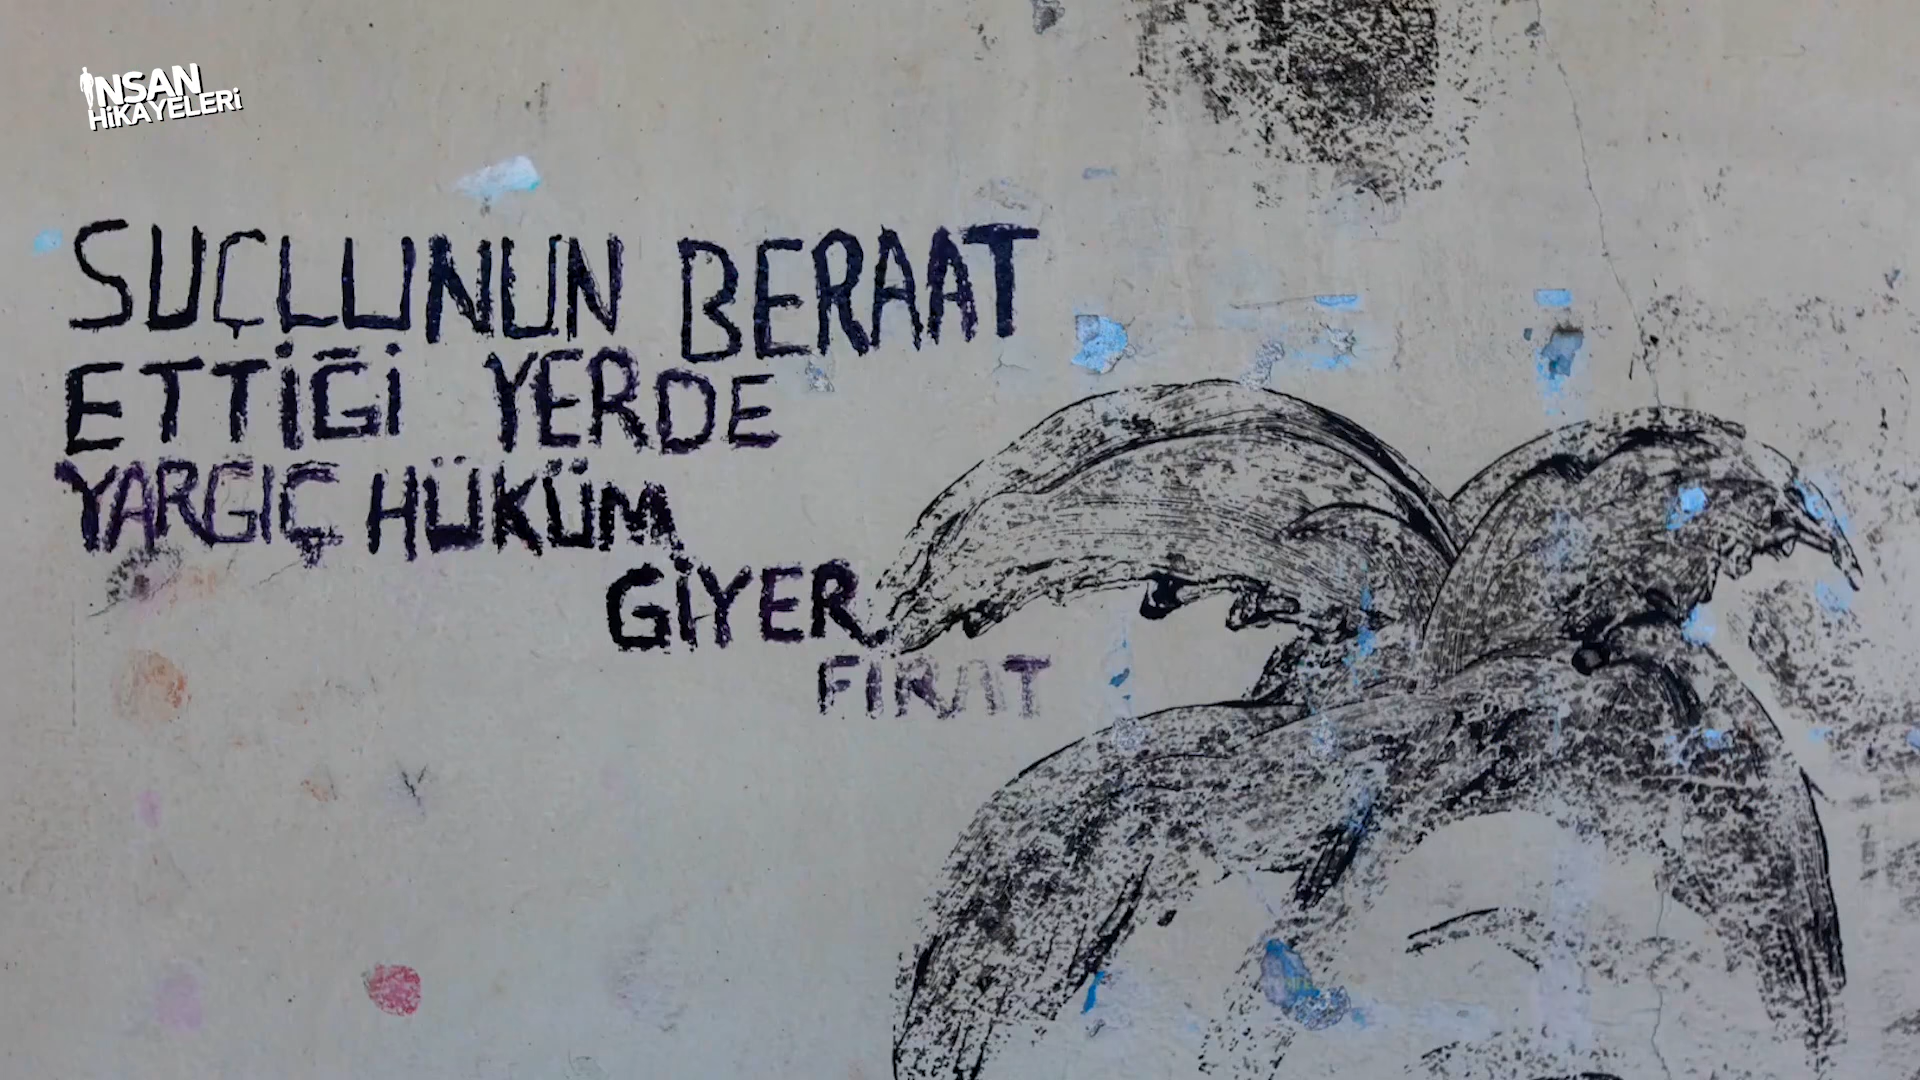 İNSAN
HİKAYELERİ
SUÇLUNUN BERAAT
ETTİĞİ YERDE
YARGIÇ HÜKÜM
GİYER.
FIRAT